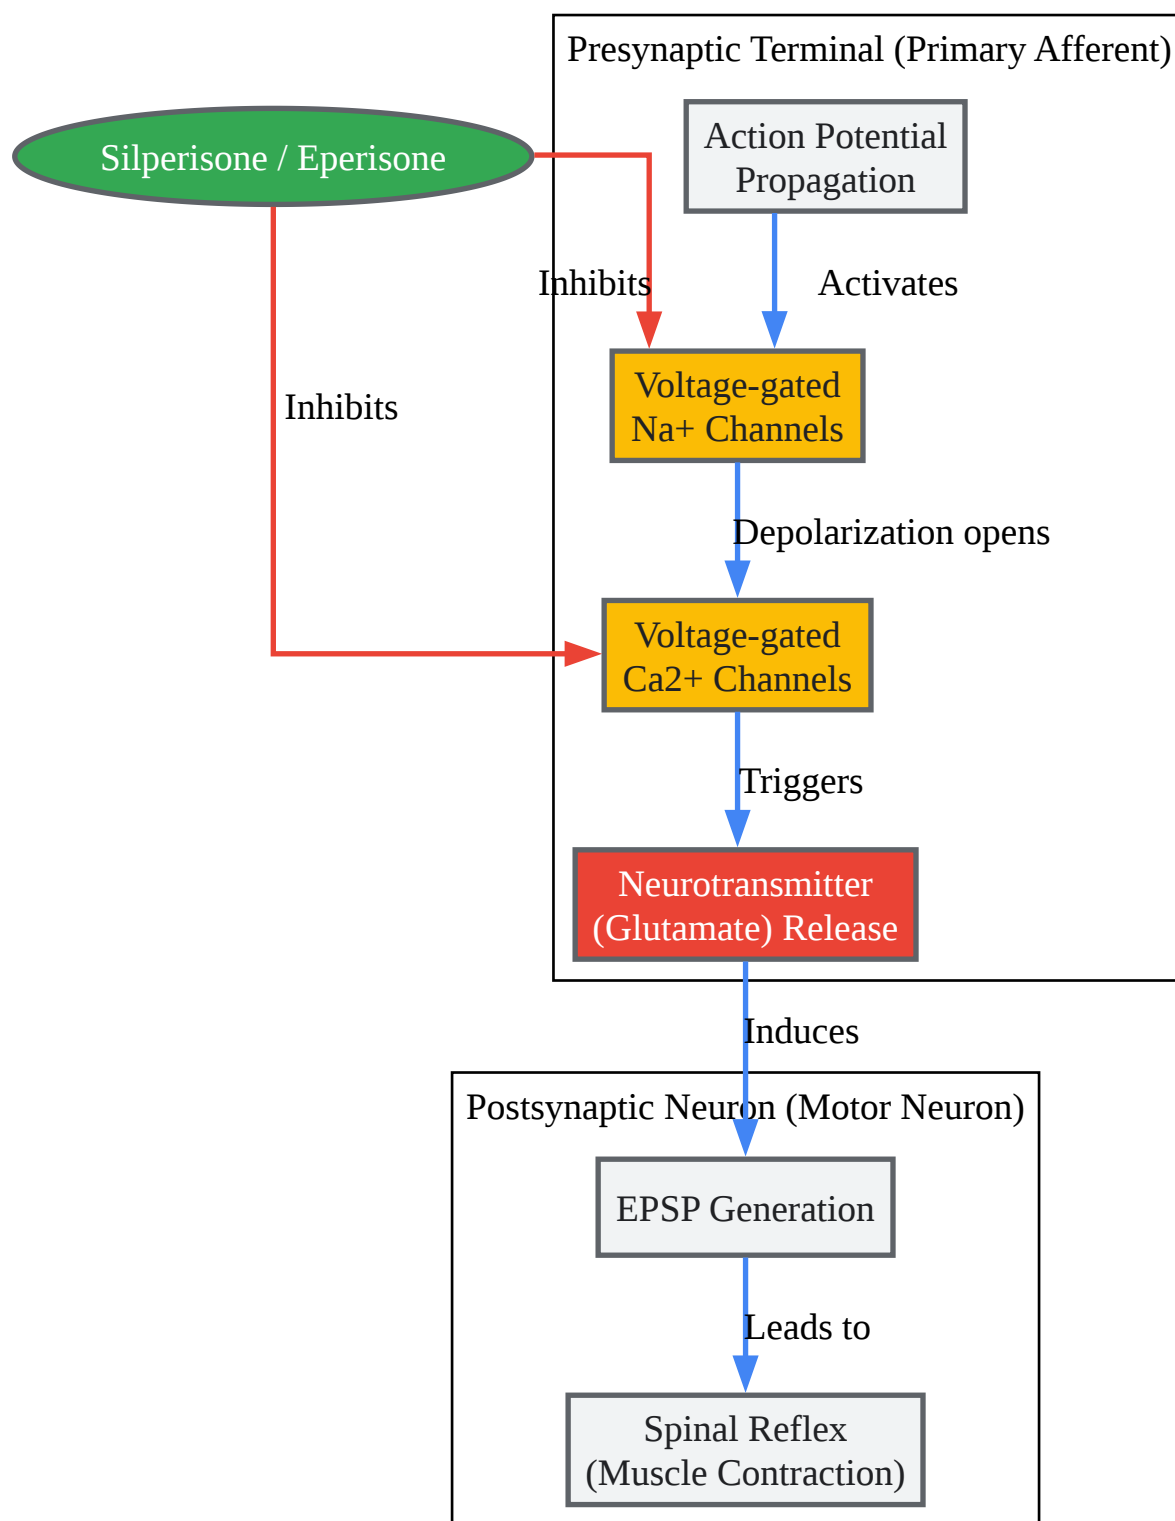 Presynaptic Terminal (Primary Afferent)
Action Potential
Propagation
Silperisone / Eperisone
Inhibits
Activates
Voltage-gated
Na+ Channels
Inhibits
Depolarization opens
Voltage-gated
Ca2+ Channels
Triggers
Neurotransmitter
(Glutamate) Release
Induces
Postsynaptic Neuron (Motor Neuron)
EPSP Generation
Leads to
Spinal Reflex
(Muscle Contraction)